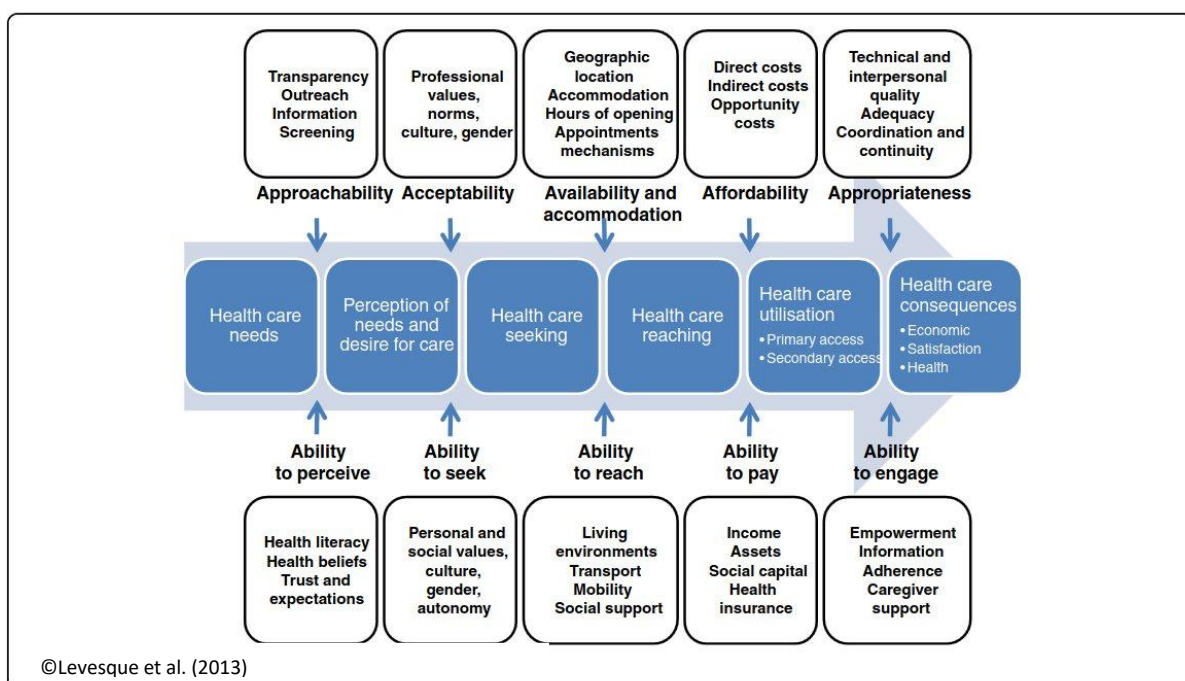 Transparency
Outreach
Information
Screening
Professional
values,
norms,
culture, gender
Geographic
location
Accommodation
Hours of opening
Appointments
mechanisms
Direct costs
Indirect costs
Opportunity
costs
Technical and
interpersonal
quality
Adequacy
Coordination and
continuity
Approachability
Acceptability
Availability and
accommodation
Affordability
Appropriateness
Health care
needs
Perception of
needs and
desire for care
Health care
seeking
Health care
reaching
Health care
utilisation
•Primary access
•Secondary access
Health care
consequences
•Economic
•Satisfaction
•Health
Ability
to perceive
Ability
to seek
Ability
to reach
Ability
to pay
Ability
to engage
Health literacy
Health beliefs
Trust and
expectations
Personal and
social values,
culture,
gender,
autonomy
Living
environments
Transport
Mobility
Social support
Income
Assets
Social capital
Health
insurance
Empowerment
Information
Adherence
Caregiver
support
©Levesque et al. (2013)